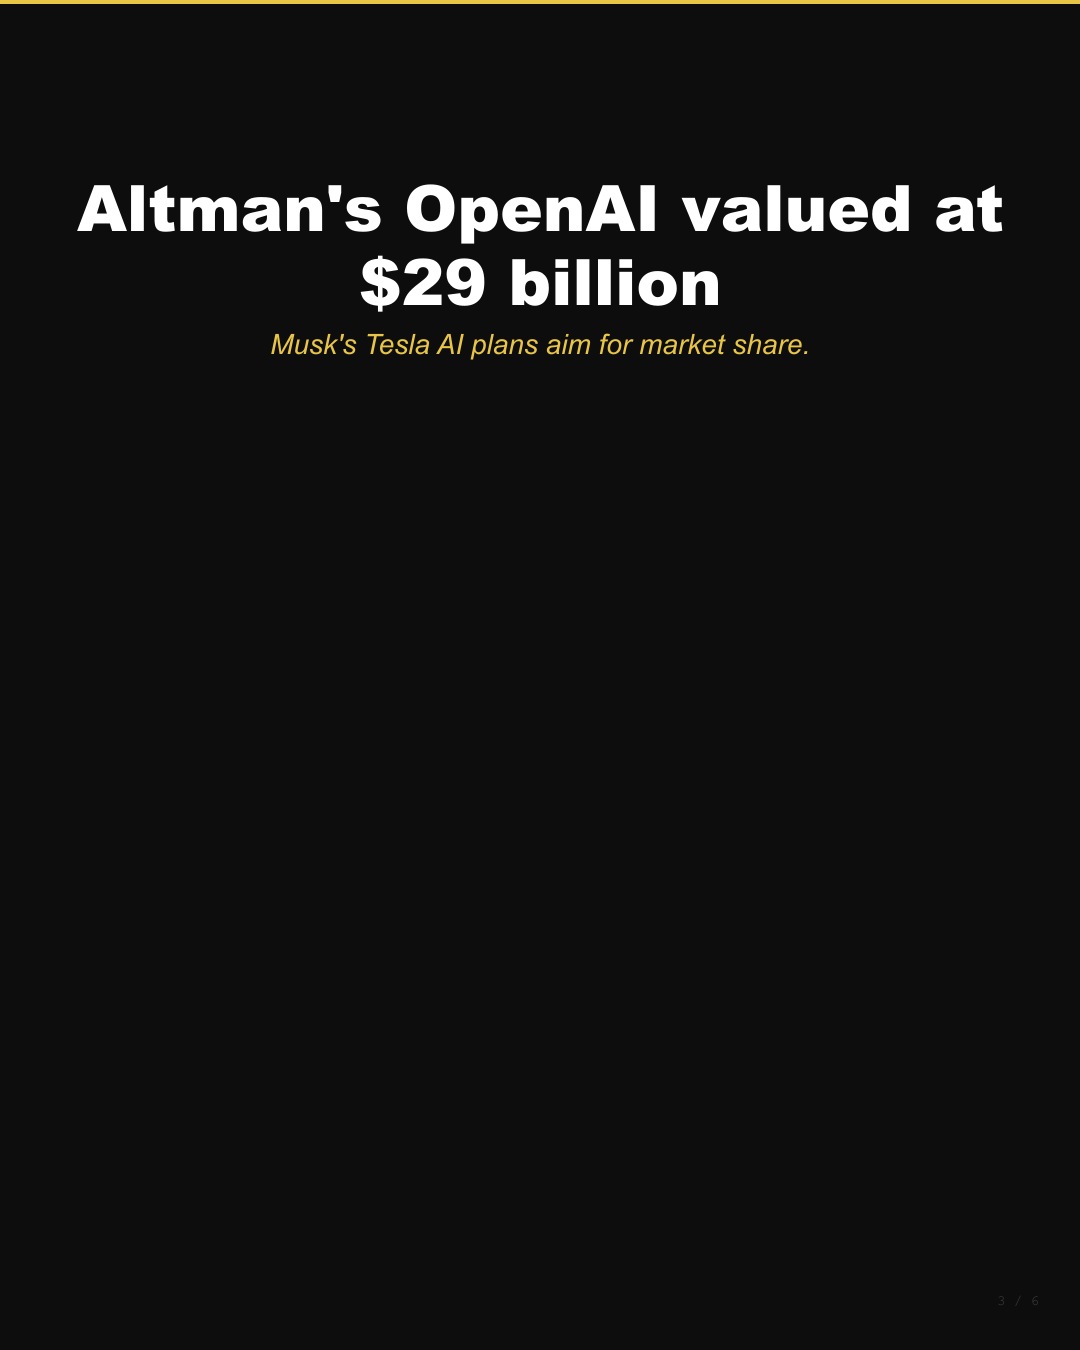 Altman's OpenAI valued at
$29 billion
Musk's Tesla AI plans aim for market share.
3 / 6